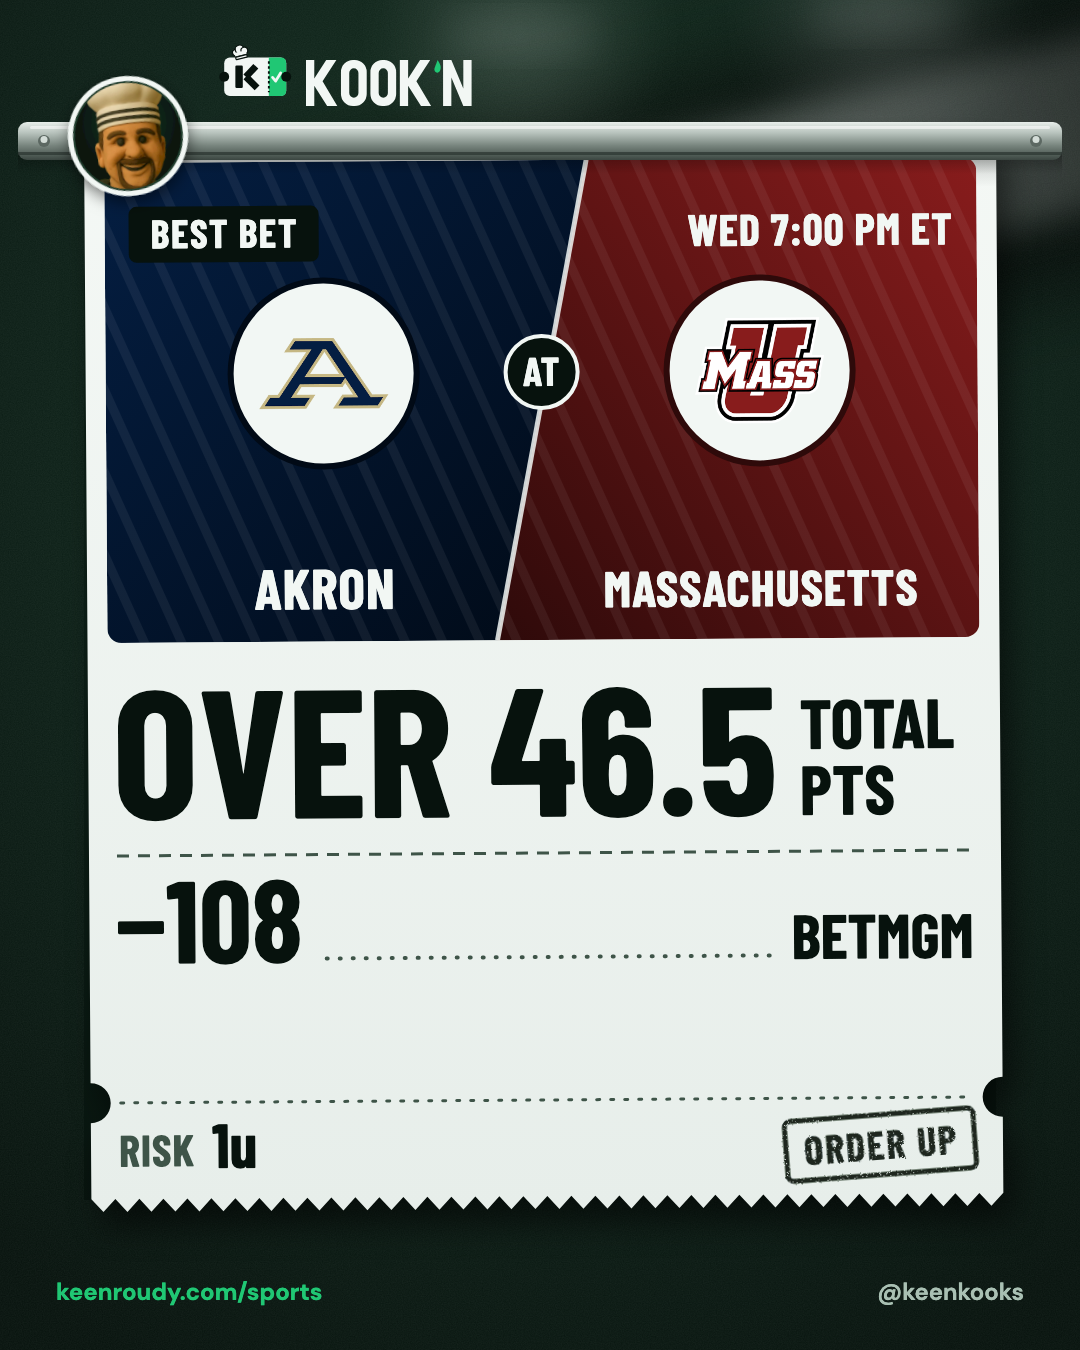 K KOOK'N
BEST BET
WED 7:00 PM ET
A
AT
U MASS
AKRON
MASSACHUSETTS
OVER 46.5 TOTAL PTS
–108 BETMGM
RISK 1u
ORDER UP
keenroudy.com/sports
@keenkooks